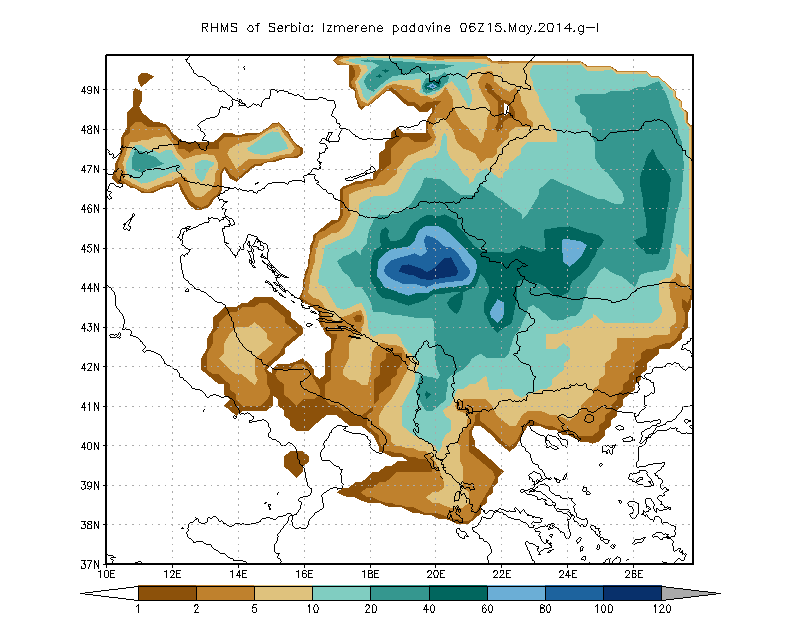 RHMS of Serbia: Izmerene padavine 06Z15.May.2014.g-l
49N
48N
47N
46N
45N
44N
43N
42N
41N
40N
39N
38N
37N
10E 12E 14E 16E 18E 20E 22E 24E 26E
1 2 5 10 20 40 60 80 100 120